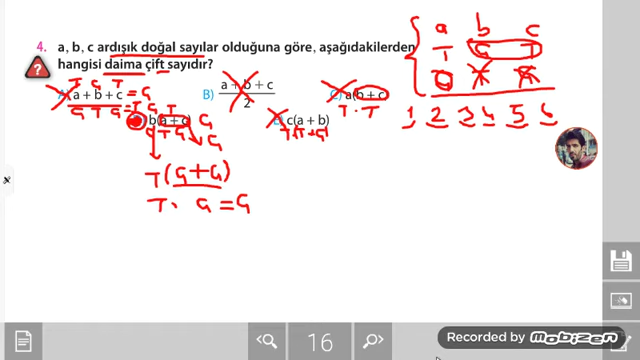 a b c
T Ç T
4. a, b, c ardışık doğal sayılar olduğuna göre, aşağıdakilerden
hangisi daima çift sayıdır?
T Ç T
A) a + b + c = Ç
Ç T Ç = T
B) a + b + c / 2
C) a(b + c)
T . T
b(a + c)
E) c(a + b)
1 2 3 4 5 6
T(Ç+Ç)
T. Ç = Ç
16
Recorded by mobizen